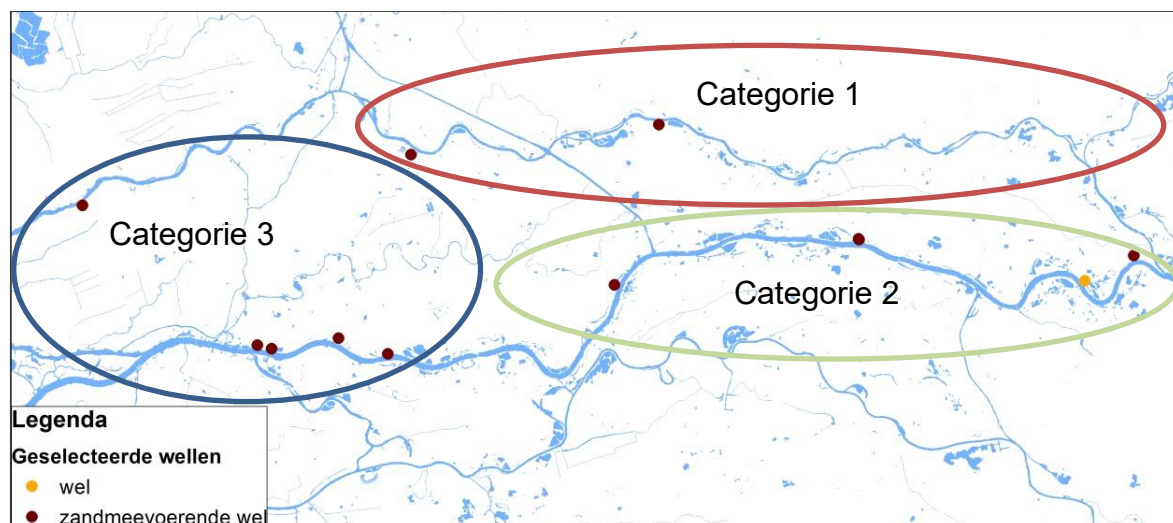 Categorie 1
Categorie 3
Categorie 2
Legenda
Geselecteerde wellen
wel
zandmeevoerende wel